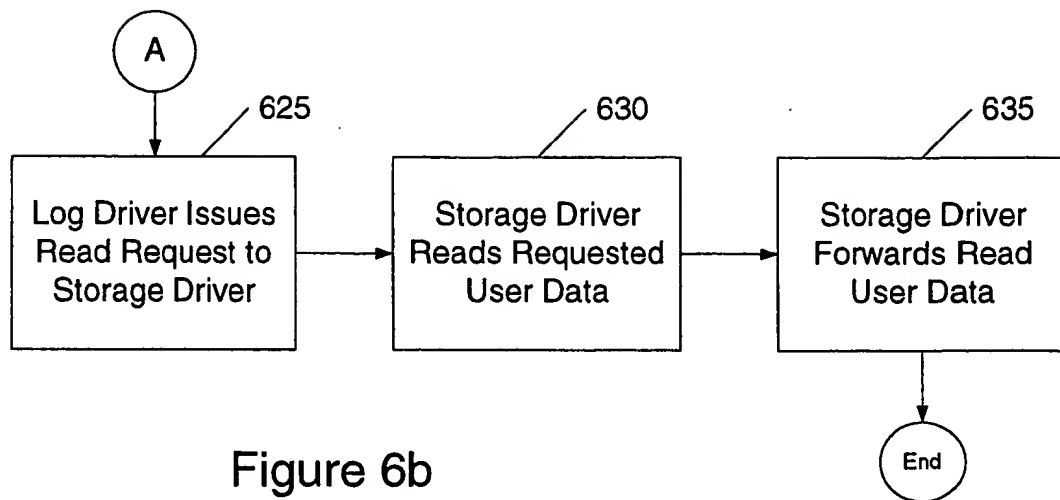 A
625
630
635
Log Driver Issues
Read Request to
Storage Driver
Storage Driver
Reads Requested
User Data
Storage Driver
Forwards Read
User Data
End
Figure 6b